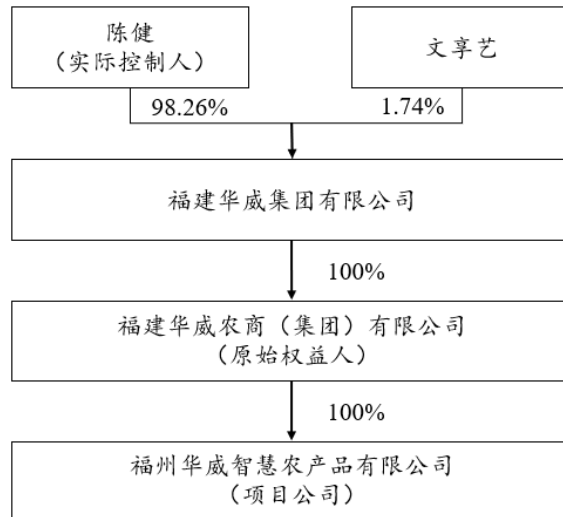 陈健
（实际控制人）
文享艺
98.26%
1.74%
福建华威集团有限公司
100%
福建华威农商（集团）有限公司
（原始权益人）
100%
福州华威智慧农产品有限公司
（项目公司）